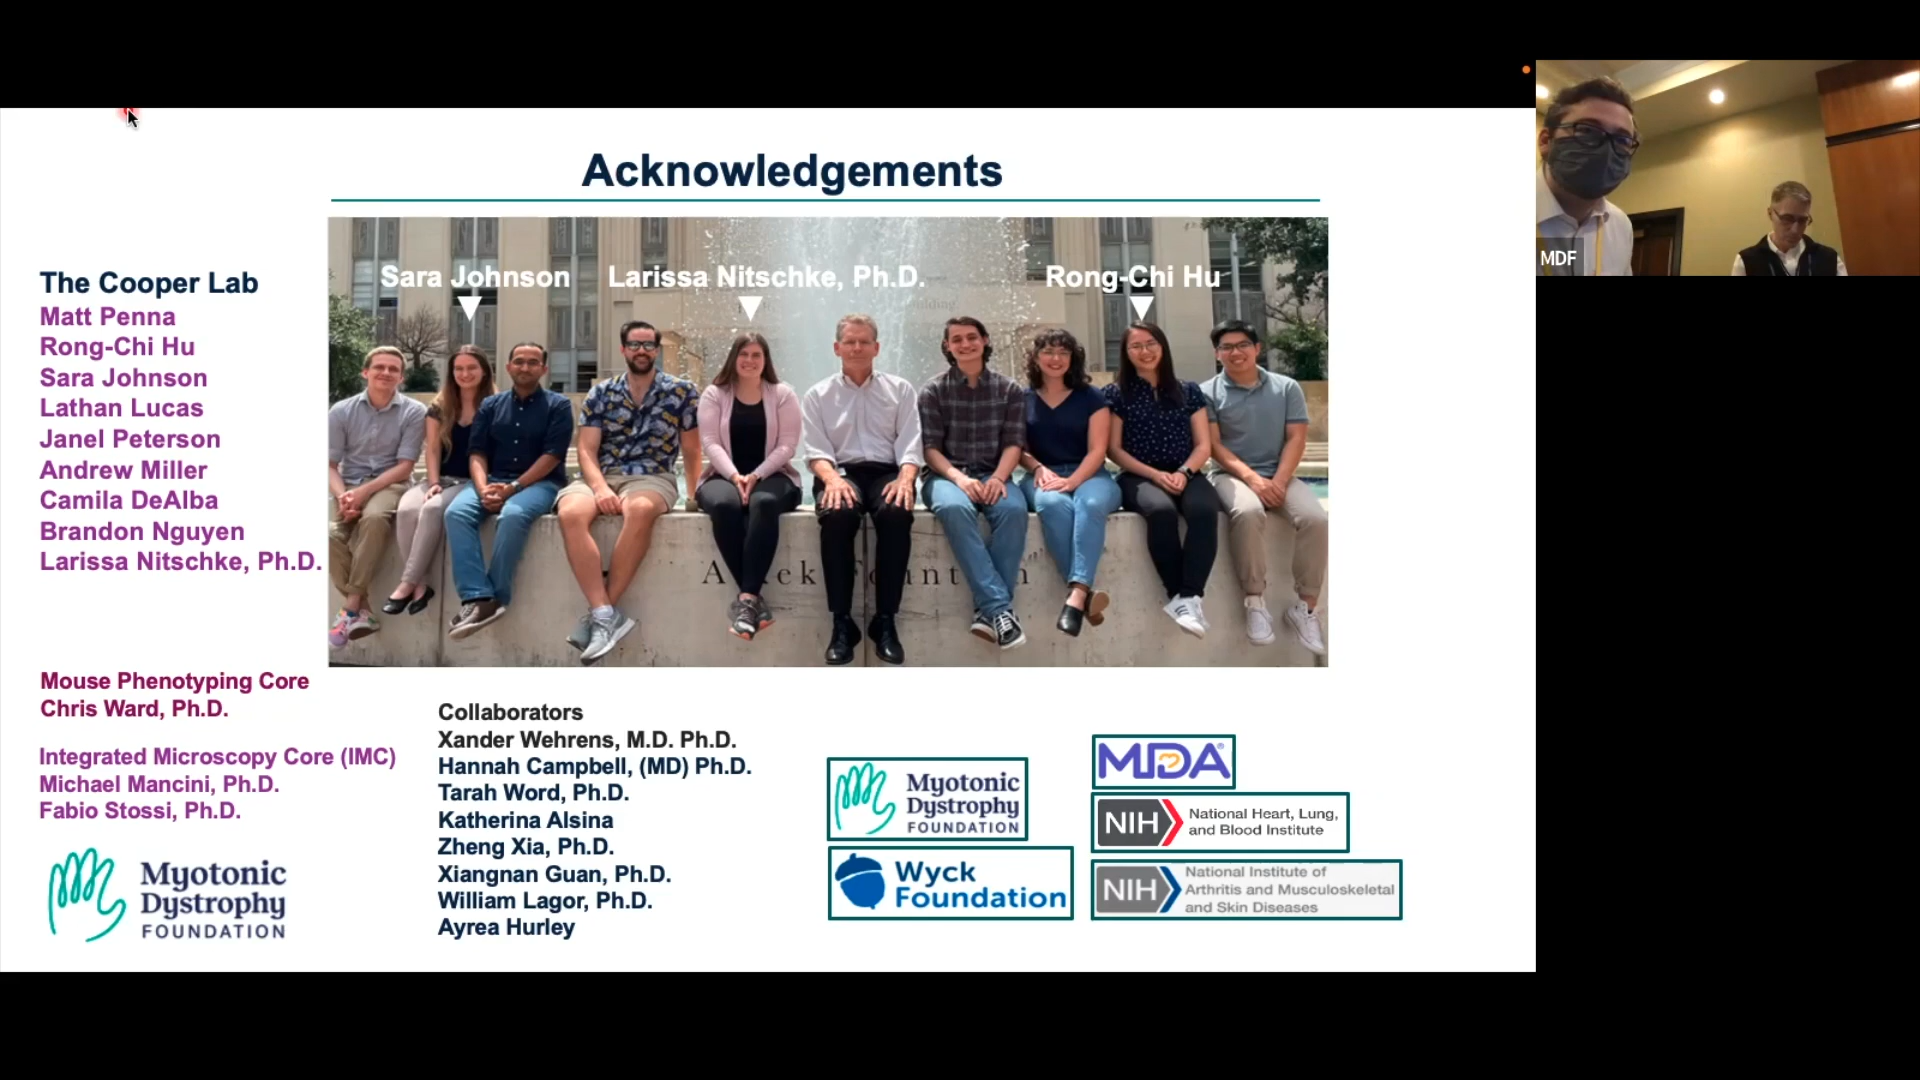 Acknowledgements
The Cooper Lab
Matt Penna
Rong-Chi Hu
Sara Johnson
Lathan Lucas
Janel Peterson
Andrew Miller
Camila DeAlba
Brandon Nguyen
Larissa Nitschke, Ph.D.
Sara Johnson
Larissa Nitschke, Ph.D.
Rong-Chi Hu
Mouse Phenotyping Core
Chris Ward, Ph.D.
Integrated Microscopy Core (IMC)
Michael Mancini, Ph.D.
Fabio Stossi, Ph.D.
Myotonic
Dystrophy
FOUNDATION
Collaborators
Xander Wehrens, M.D. Ph.D.
Hannah Campbell, (MD) Ph.D.
Tarah Word, Ph.D.
Katherina Alsina
Zheng Xia, Ph.D.
Xiangnan Guan, Ph.D.
William Lagor, Ph.D.
Ayrea Hurley
Myotonic
Dystrophy
FOUNDATION
Wyck
Foundation
MDA®
NIH National Heart, Lung,
and Blood Institute
NIH National Institute of
Arthritis and Musculoskeletal
and Skin Diseases
MDF